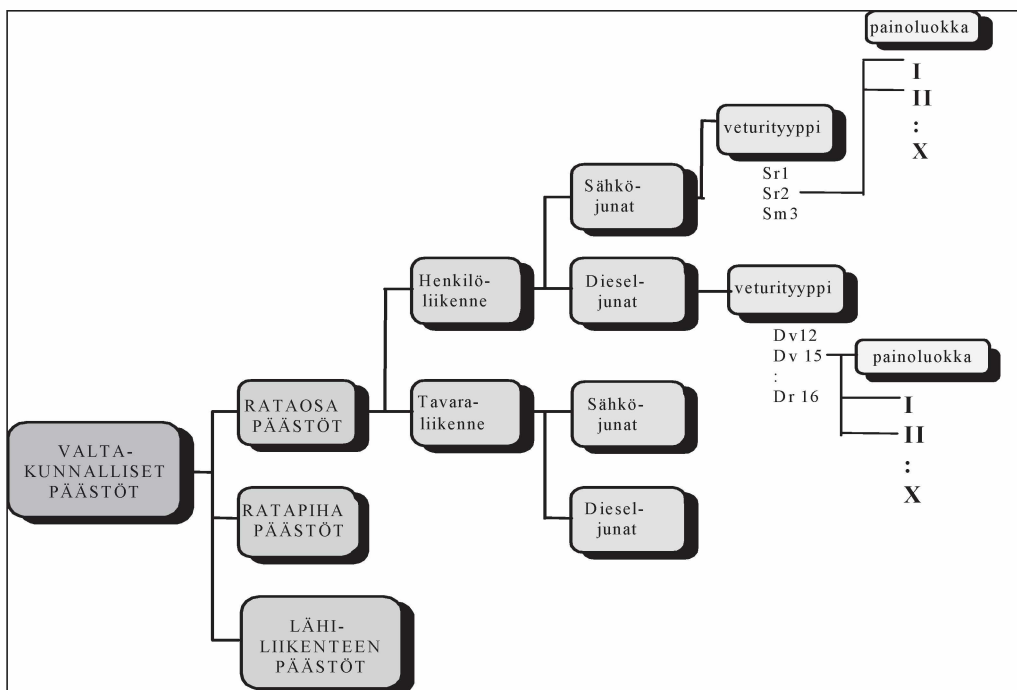 painoluokka
I
II
:
X
veturityyppi
Sr1
Sr2
Sm3
Sähkö-
junat
Henkilö-
liikenne
Diesel-
junat
veturityyppi
Dv12
Dv 15
:
Dr 16
painoluokka
I
II
:
X
RATAOSA
PÄÄSTÖT
Tavara-
liikenne
Sähkö-
junat
VALTA-
KUNNALLISET
PÄÄSTÖT
RATAPIHA
PÄÄSTÖT
Diesel-
junat
LÄHI-
LIIKENTEEN
PÄÄSTÖT